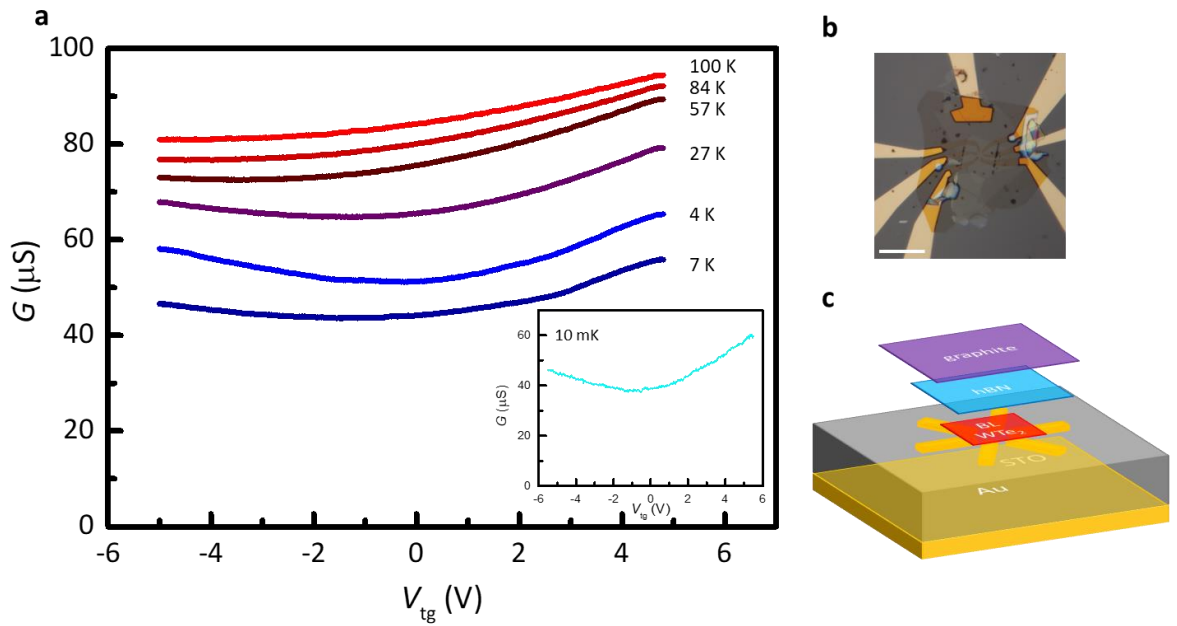 a
100
80
60
40
20
0
G (μS)
-6
-4
-2
0
2
4
6
Vtg (V)
100 K
84 K
57 K
27 K
4 K
7 K
10 mK
60
40
20
0
G (μS)
-6
-4
-2
0
2
4
6
Vtg (V)
b
c
graphite
hBN
BL
WTe₂
STO
Au